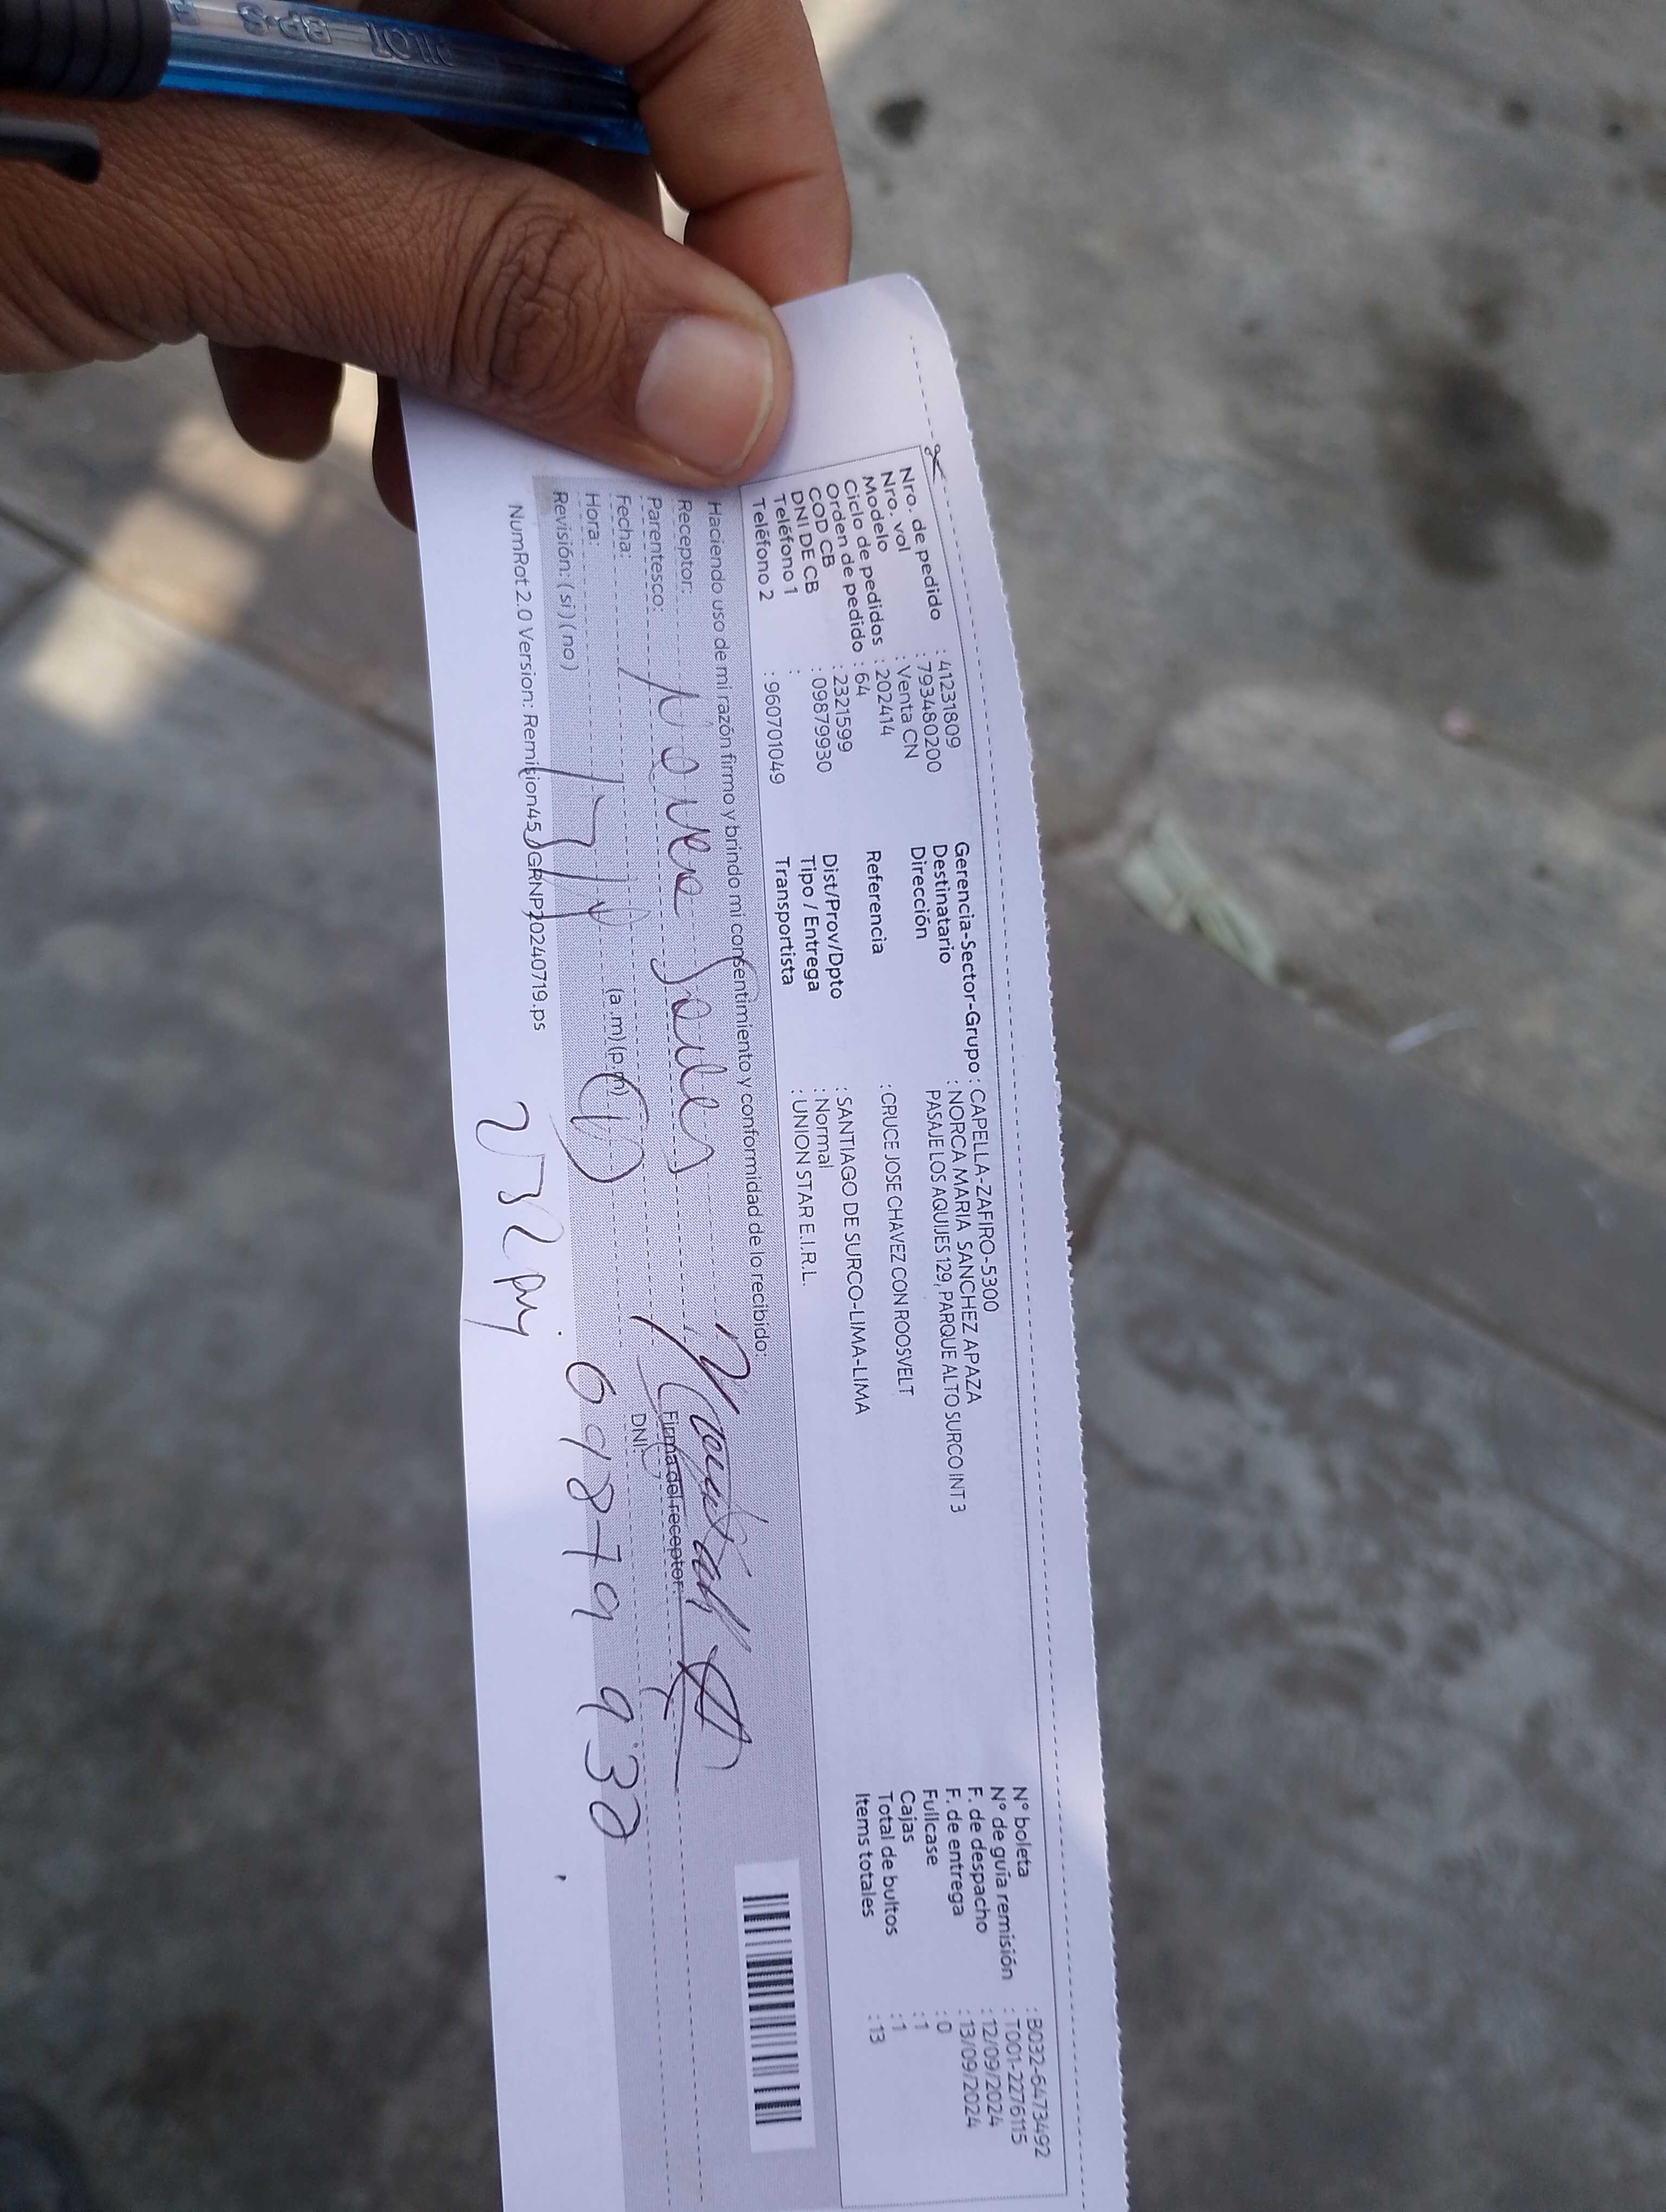 PILOT BP-S
Nro. de pedido : 41231809
Nro. vol : 793480200
Modelo : Venta CN
Ciclo de pedidos : 202414
Orden de pedido : 64
COD CB : 2321599
DNI DE CB : 09879930
Teléfono 1 :
Teléfono 2 : 960701049
Gerencia-Sector-Grupo : CAPELLA-ZAFIRO-5300
Destinatario : NORCA MARIA SANCHEZ APAZA
Dirección PASAJE LOS AQUIJES 129, PARQUE ALTO SURCO INT 3
Referencia : CRUCE JOSE CHAVEZ CON ROOSVELT
Dist/Prov/Dpto : SANTIAGO DE SURCO-LIMA-LIMA
Tipo / Entrega : Normal
Transportista : UNION STAR E.I.R.L.
N° boleta : B032-6473492
N° de guía remisión : T001-2276115
F. de despacho : 12/09/2024
F. de entrega : 13/09/2024
Fullcase : 0
Cajas : 1
Total de bultos : 1
Items totales : 13
Haciendo uso de mi razón firmo y brindo mi consentimiento y conformidad de lo recibido:
Receptor:
Parentesco:
Fecha:
Hora: (a.m) (p.m)
Revisión: (si) (no)
Firma del receptor:
DNI:
09879930
NumRot 2.0 Version: Remision45_GRNP20240719.ps